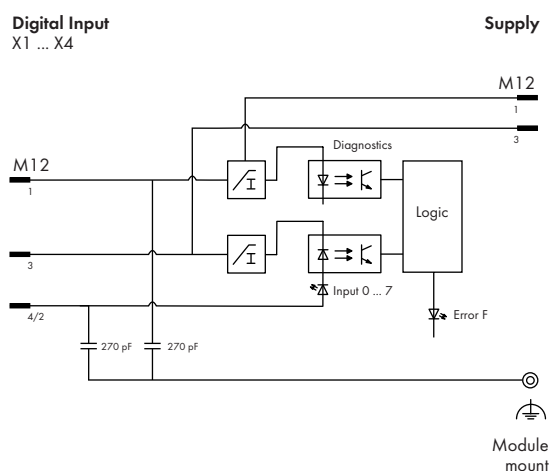 Digital Input
X1 ... X4
Supply
M12
1
3
Diagnostics
M12
1
I
Logic
3
I
Input 0 ... 7
4/2
Error F
270 pF
270 pF
Module
mount